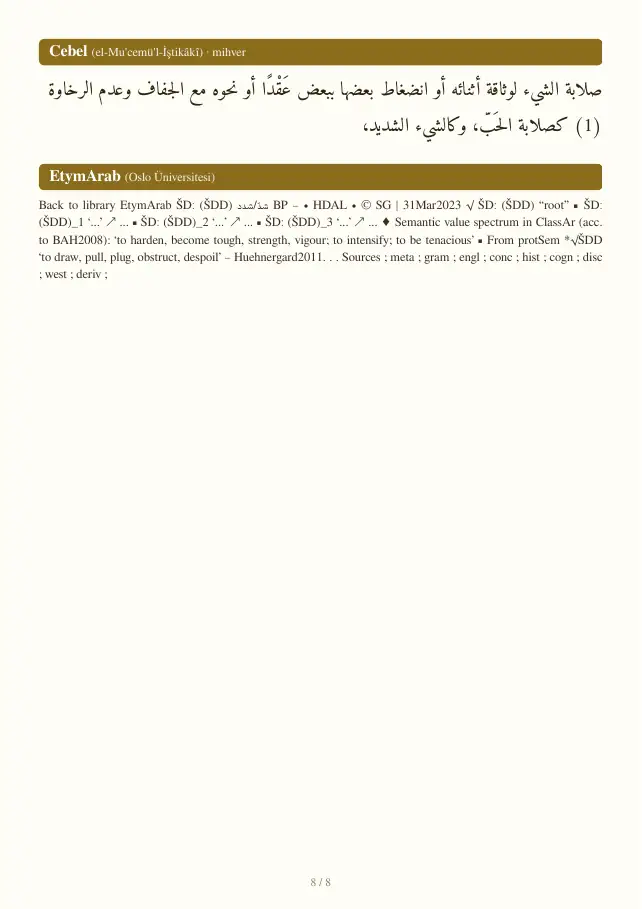 Cebel (el-Mu'cemü'l-İştikākī) · mihver
صلابة الشيء لوثاقة أثنائه أو انضغاط بعضها ببعض عَقْدًا أو نحوه مع الجفاف وعدم الرخاوة
(1) كصلابة الحَبّ، وكالشيء الشديد،
EtymArab (Oslo Üniversitesi)
Back to library EtymArab ŠD: (ŠDD) شدّ/شدد BP – • HDAL • © SG | 31Mar2023 √ ŠD: (ŠDD) “root” ▪ ŠD:
(ŠDD)_1 ‘...’ ↗ ... ▪ ŠD: (ŠDD)_2 ‘...’ ↗ ... ▪ ŠD: (ŠDD)_3 ‘...’ ↗ ... ♦ Semantic value spectrum in ClassAr (acc.
to BAH2008): ‘to harden, become tough, strength, vigour; to intensify; to be tenacious’ ▪ From protSem *√ŠDD
‘to draw, pull, plug, obstruct, despoil’ – Huehnergard2011. . . Sources ; meta ; gram ; engl ; conc ; hist ; cogn ; disc
; west ; deriv ;
8 / 8